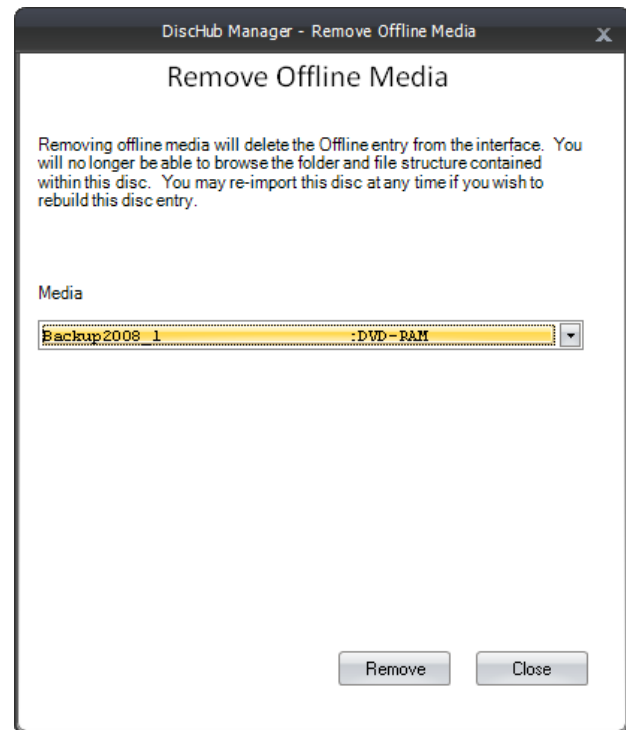 DiscHub Manager - Remove Offline Media
x
Remove Offline Media
Removing offline media will delete the Offline entry from the interface.  You
will no longer be able to browse the folder and file structure contained
within this disc.  You may re-import this disc at any time if you wish to
rebuild this disc entry.
Media
Backup2008_1 :DVD-RAM
Remove Close